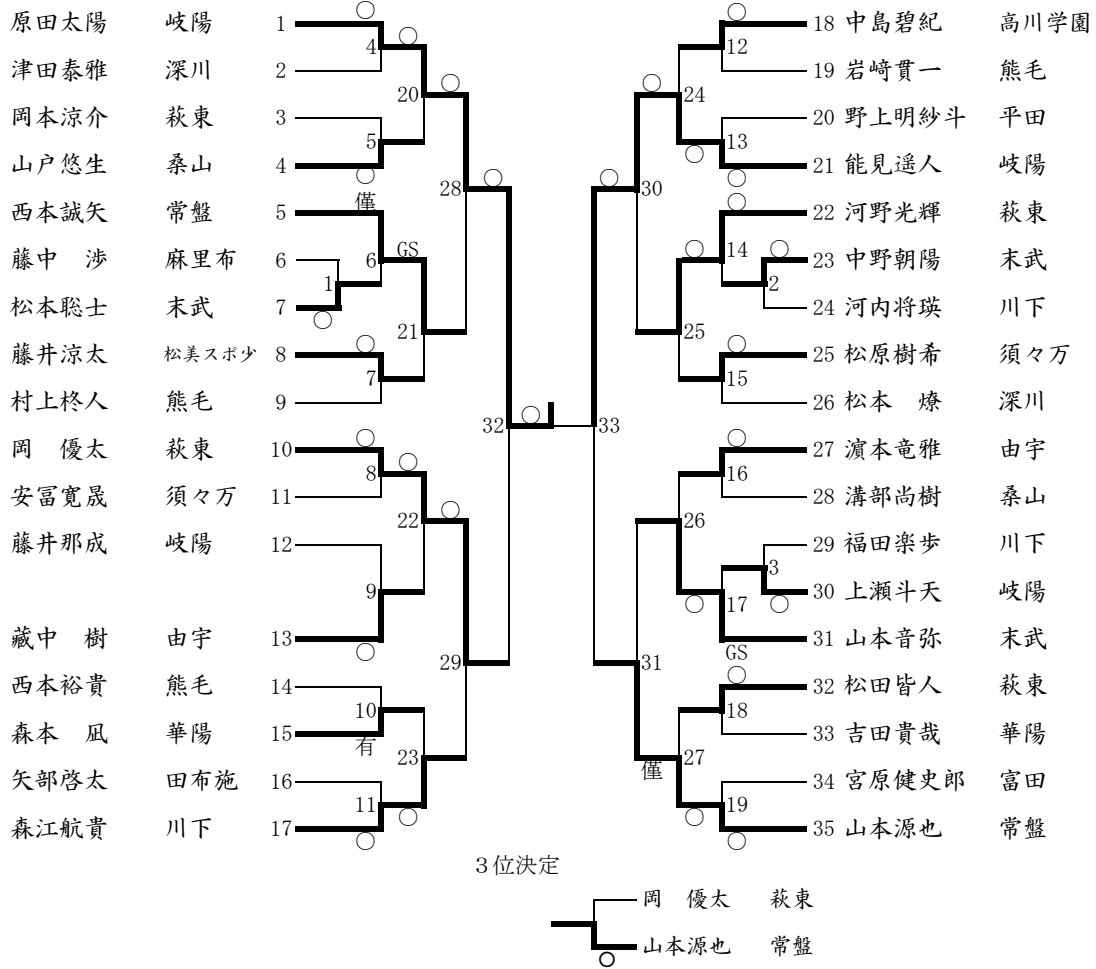 原田太陽 岐陽 1
津田泰雅 深川 2
岡本涼介 萩東 3
山戸悠生 桑山 4
西本誠矢 常盤 5
藤中 渉 麻里布 6
松本聡士 末武 7
藤井涼太 松美スポ少 8
村上柊人 熊毛 9
岡 優太 萩東 10
安冨寛晟 須々万 11
藤井那成 岐陽 12
藏中 樹 由宇 13
西本裕貴 熊毛 14
森本 凪 華陽 15
矢部啓太 田布施 16
森江航貴 川下 17
○
4
○
20
○
5
○
28
○
僅
6
GS
1
○
21
○
7
32
○
○
8
○
22
○
9
○
29
10
有
23
11
○
○
18 中島碧紀 高川学園
19 岩﨑貫一 熊毛
20 野上明紗斗 平田
21 能見遥人 岐陽
22 河野光輝 萩東
23 中野朝陽 末武
24 河内将瑛 川下
25 松原樹希 須々万
26 松本 燎 深川
27 濵本竜雅 由宇
28 溝部尚樹 桑山
29 福田楽歩 川下
30 上瀬斗天 岐陽
31 山本音弥 末武
32 松田皆人 萩東
33 吉田貴哉 華陽
34 宮原健史郎 富田
35 山本源也 常盤
○
12
○
24
13
○
○
○
30
○
○
14
○
2
25
○
15
33
○
16
26
3
○
17
○
GS
31
○
18
僅
27
19
○
○
３位決定
岡 優太 萩東
山本源也 常盤
○